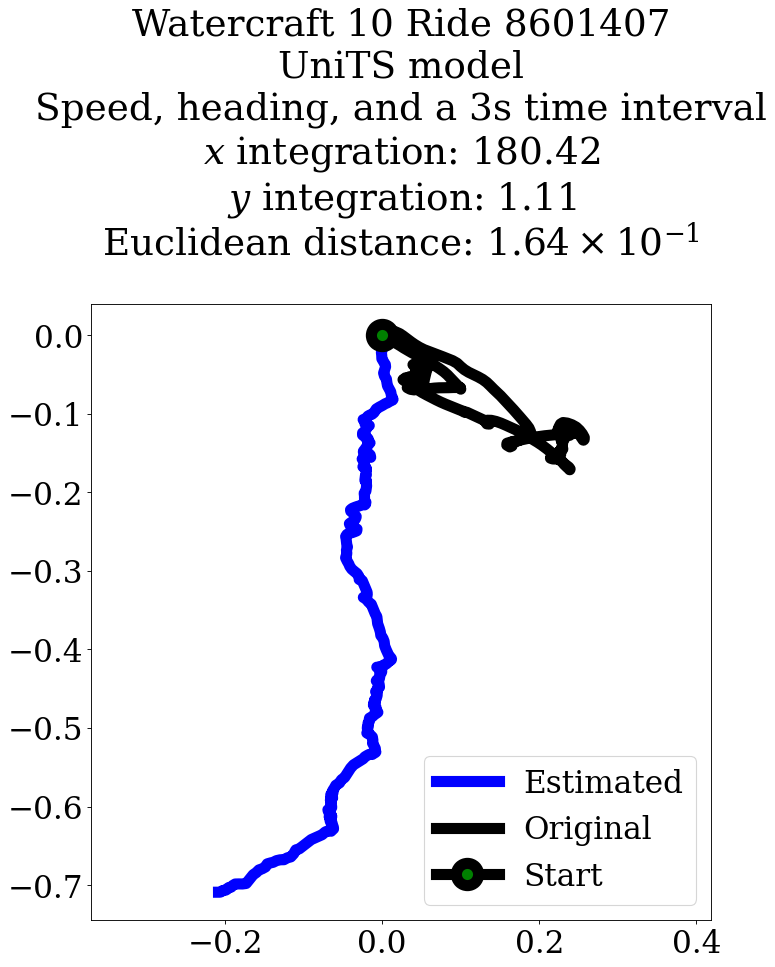 Watercraft 10 Ride 8601407
UniTS model
Speed, heading, and a 3s time interval
x integration: 180.42
y integration: 1.11
Euclidean distance: 1.64 × 10⁻¹
0.0
−0.1
−0.2
−0.3
−0.4
−0.5
−0.6
−0.7
Estimated
Original
Start
−0.2
0.0
0.2
0.4